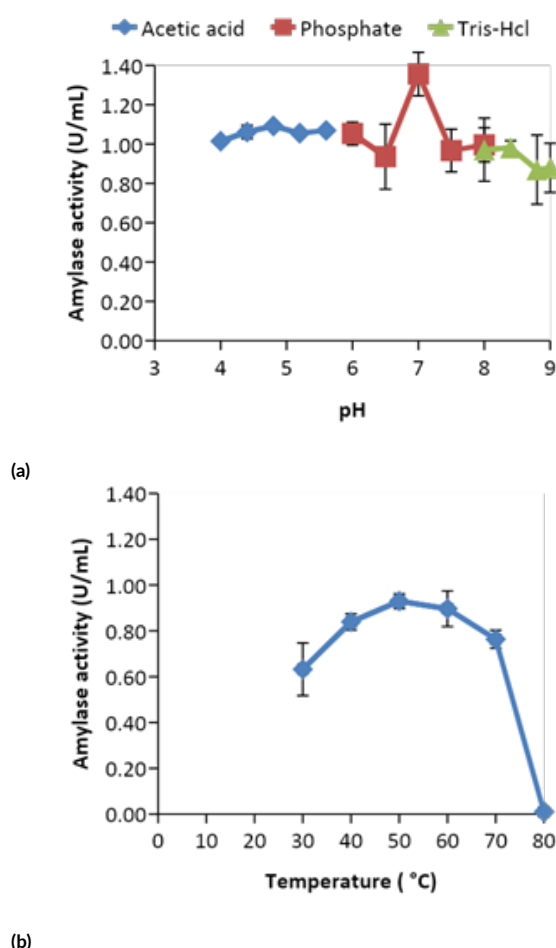 Acetic acid Phosphate Tris-Hcl
1.40
1.20
1.00
0.80
0.60
0.40
0.20
0.00
Amylase activity (U/mL)
3 4 5 6 7 8 9
pH
(a)
1.40
1.20
1.00
0.80
0.60
0.40
0.20
0.00
Amylase activity (U/mL)
0 10 20 30 40 50 60 70 80
Temperature ( °C)
(b)